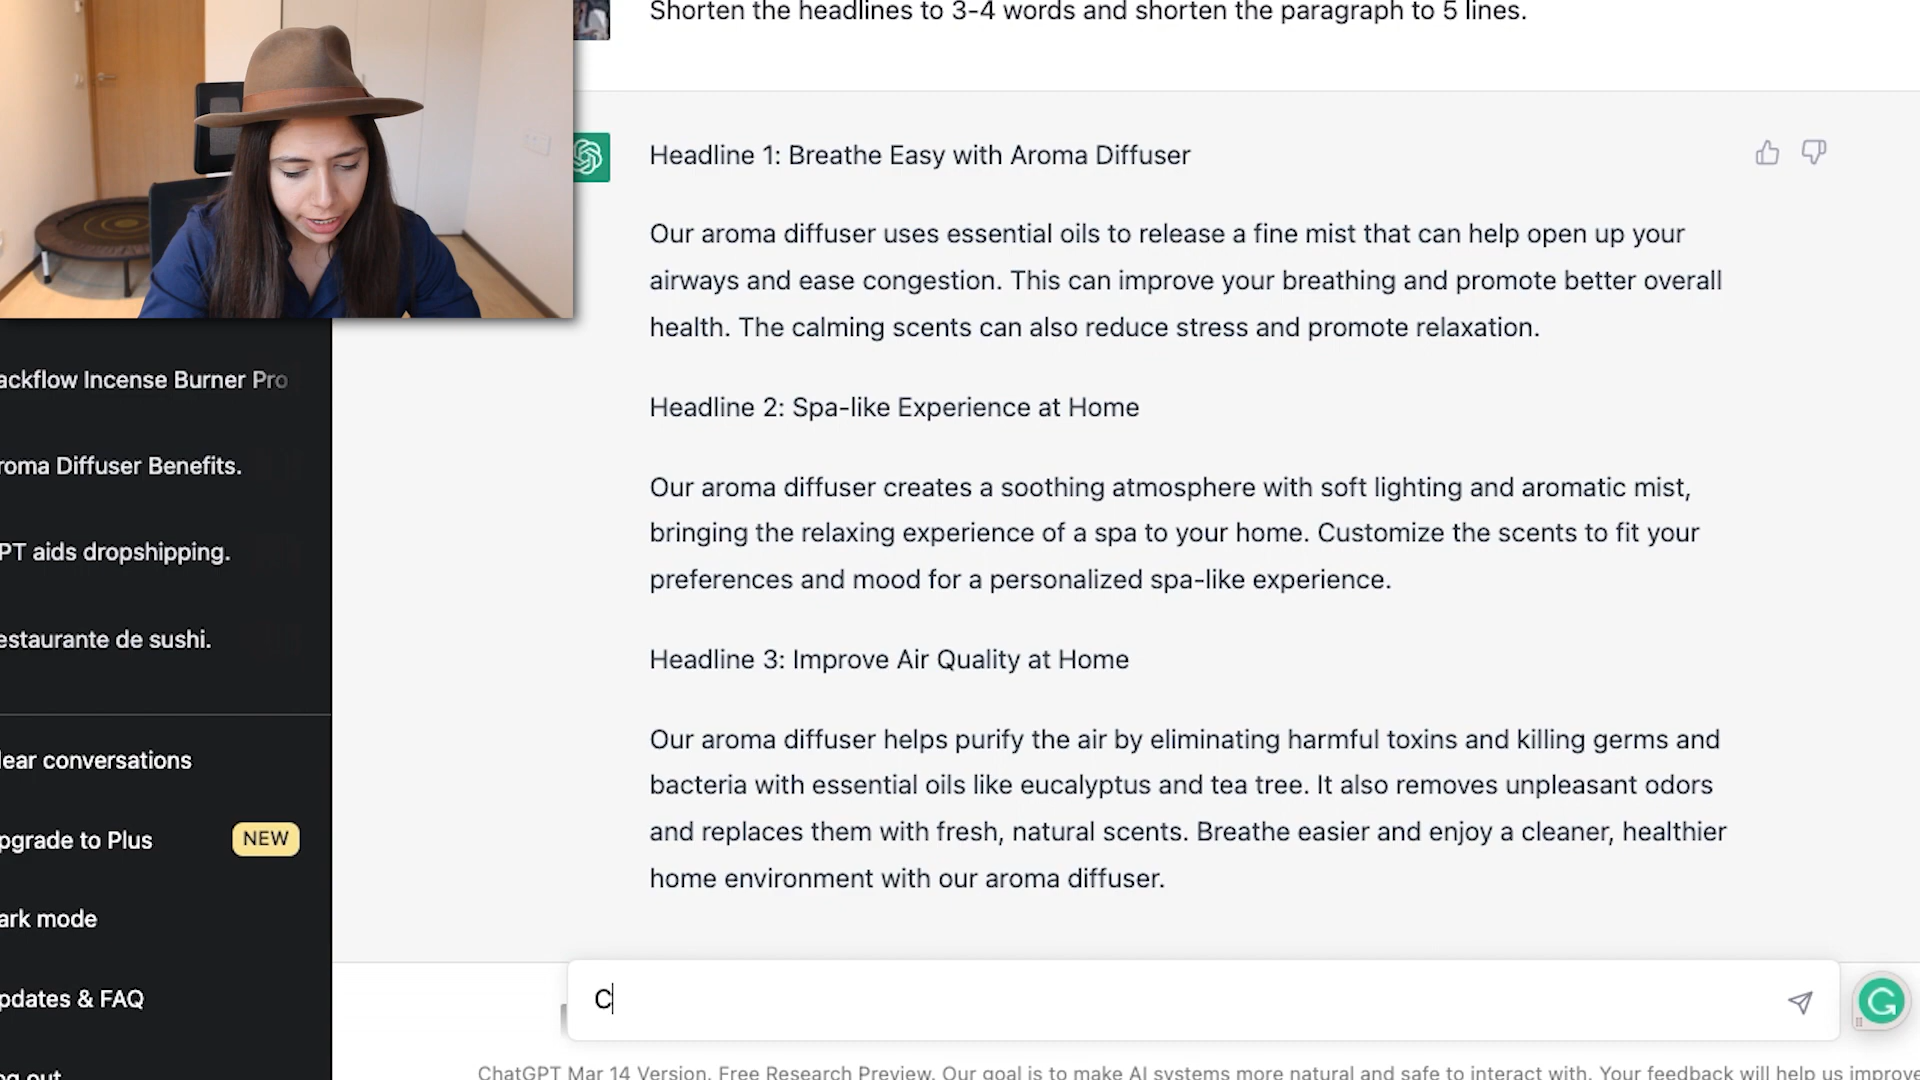 Shorten the headlines to 3-4 words and shorten the paragraph to 5 lines.
Headline 1: Breathe Easy with Aroma Diffuser
Our aroma diffuser uses essential oils to release a fine mist that can help open up your
airways and ease congestion. This can improve your breathing and promote better overall
health. The calming scents can also reduce stress and promote relaxation.
Headline 2: Spa-like Experience at Home
Our aroma diffuser creates a soothing atmosphere with soft lighting and aromatic mist,
bringing the relaxing experience of a spa to your home. Customize the scents to fit your
preferences and mood for a personalized spa-like experience.
Headline 3: Improve Air Quality at Home
Our aroma diffuser helps purify the air by eliminating harmful toxins and killing germs and
bacteria with essential oils like eucalyptus and tea tree. It also removes unpleasant odors
and replaces them with fresh, natural scents. Breathe easier and enjoy a cleaner, healthier
home environment with our aroma diffuser.
ackflow Incense Burner Pro
roma Diffuser Benefits.
PT aids dropshipping.
estaurante de sushi.
lear conversations
pgrade to Plus NEW
ark mode
pdates & FAQ
og out
C
ChatGPT Mar 14 Version. Free Research Preview. Our goal is to make AI systems more natural and safe to interact with. Your feedback will help us improve